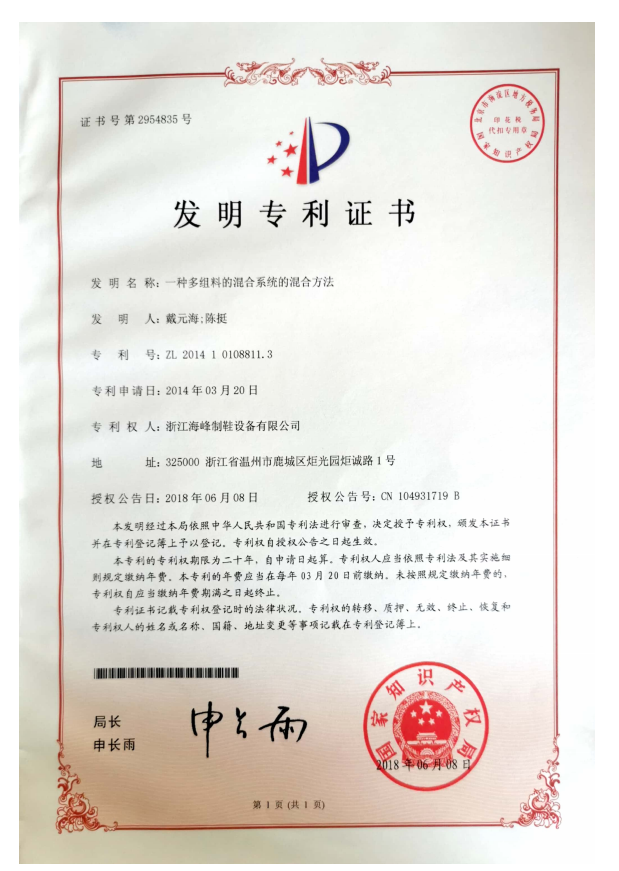 证书号第2954835号
北京市海淀区地方税务局
国家知识产权局
印花税
代扣专用章
发明专利证书
发明名称：一种多组料的混合系统的混合方法
发明人：戴元海;陈挺
专利号：ZL 2014 1 0108811.3
专利申请日：2014年03月20日
专利权人：浙江海峰制鞋设备有限公司
地址：325000 浙江省温州市鹿城区炬光园炬诚路1号
授权公告日：2018年06月08日 授权公告号：CN 104931719 B
本发明经过本局依照中华人民共和国专利法进行审查，决定授予专利权，颁发本证书
并在专利登记簿上予以登记。专利权自授权公告之日起生效。
本专利的专利权期限为二十年，自申请日起算。专利权人应当依照专利法及其实施细
则规定缴纳年费。本专利的年费应当在每年03月20日前缴纳。未按照规定缴纳年费的，
专利权自应当缴纳年费期满之日起终止。
专利证书记载专利权登记时的法律状况。专利权的转移、质押、无效、终止、恢复和
专利权人的姓名或名称、国籍、地址变更等事项记载在专利登记簿上。
局长
申长雨
申长雨
国家知识产权局
2018年06月08日
第1页(共1页)